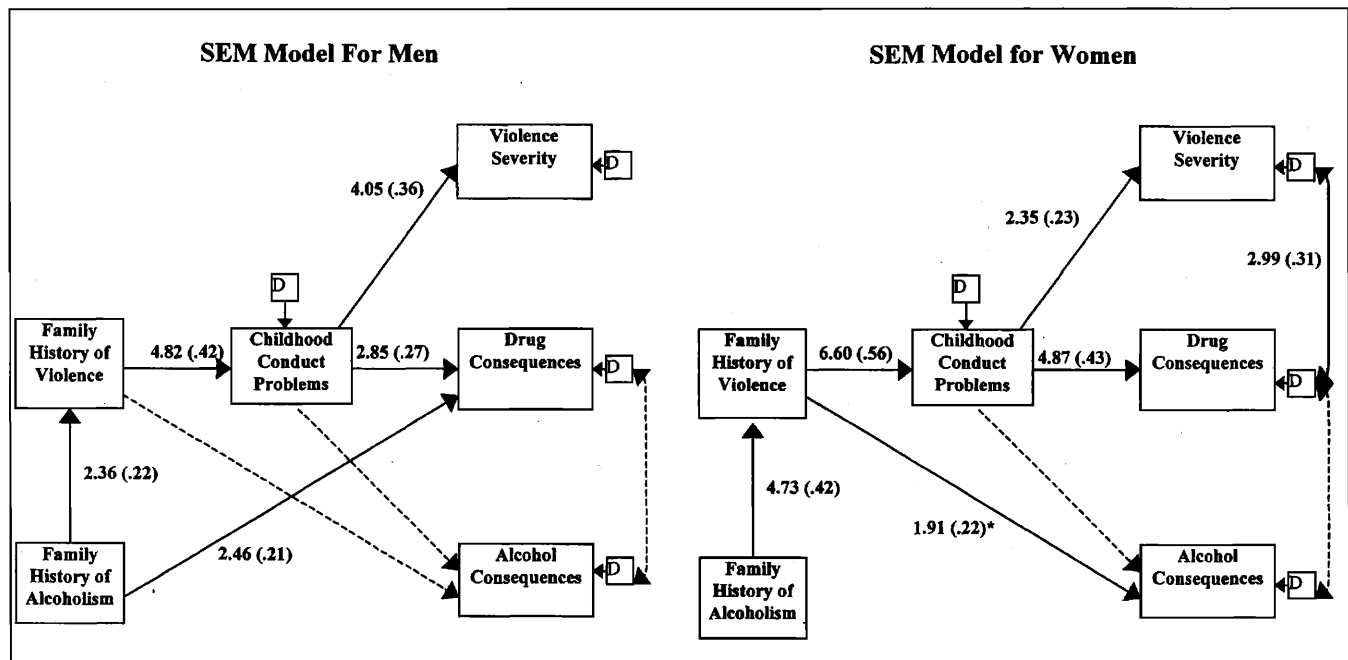 SEM Model For Men
Violence
Severity
D
4.05 (.36)
D
Family
History of
Violence
4.82 (.42)
Childhood
Conduct
Problems
2.85 (.27)
Drug
Consequences
D
2.36 (.22)
2.46 (.21)
Family
History of
Alcoholism
Alcohol
Consequences
D
SEM Model for Women
Violence
Severity
D
2.35 (.23)
2.99 (.31)
D
Family
History of
Violence
6.60 (.56)
Childhood
Conduct
Problems
4.87 (.43)
Drug
Consequences
D
4.73 (.42)
1.91 (.22)*
Family
History of
Alcoholism
Alcohol
Consequences
D